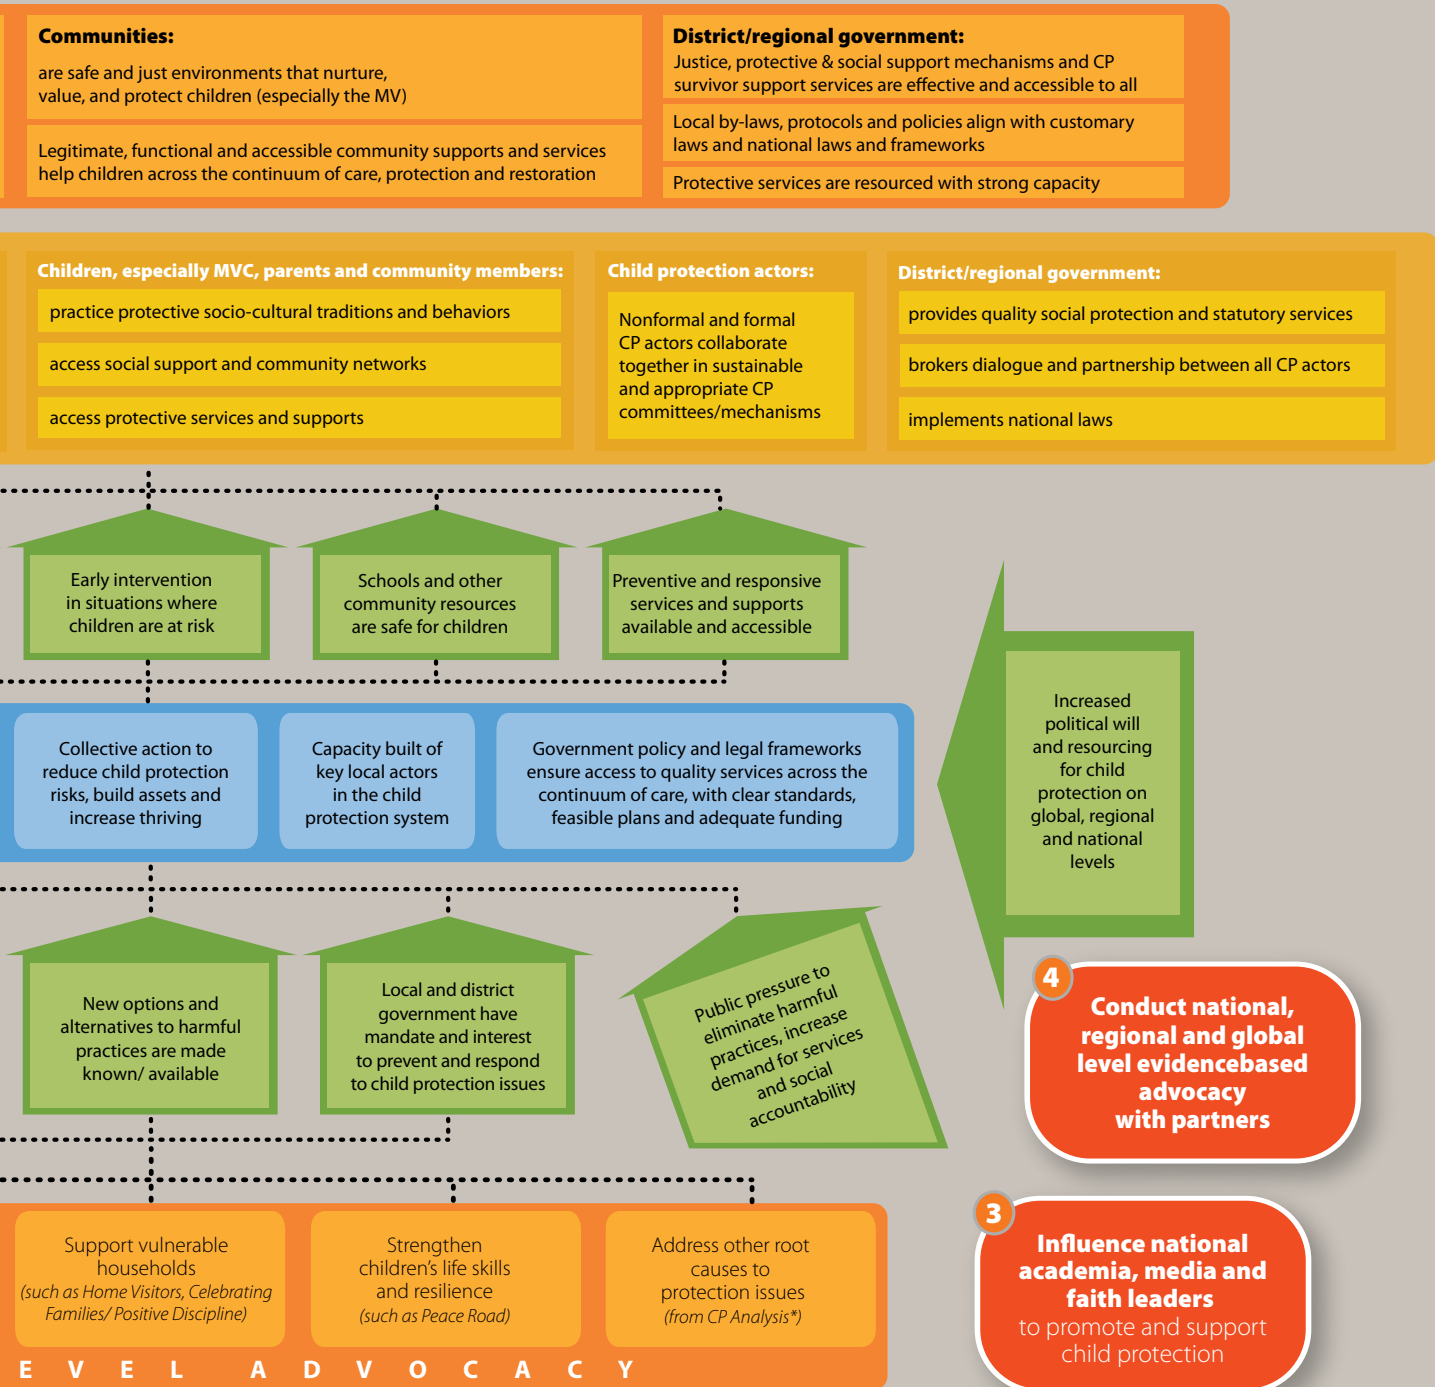 Communities:
are safe and just environments that nurture,
value, and protect children (especially the MV)
Legitimate, functional and accessible community supports and services
help children across the continuum of care, protection and restoration
District/regional government:
Justice, protective & social support mechanisms and CP
survivor support services are effective and accessible to all
Local by-laws, protocols and policies align with customary
laws and national laws and frameworks
Protective services are resourced with strong capacity
Children, especially MVC, parents and community members:
practice protective socio-cultural traditions and behaviors
access social support and community networks
access protective services and supports
Child protection actors:
Nonformal and formal
CP actors collaborate
together in sustainable
and appropriate CP
committees/mechanisms
District/regional government:
provides quality social protection and statutory services
brokers dialogue and partnership between all CP actors
implements national laws
Early intervention
in situations where
children are at risk
Schools and other
community resources
are safe for children
Preventive and responsive
services and supports
available and accessible
Increased
political will
and resourcing
for child
protection on
global, regional
and national
levels
Collective action to
reduce child protection
risks, build assets and
increase thriving
Capacity built of
key local actors
in the child
protection system
Government policy and legal frameworks
ensure access to quality services across the
continuum of care, with clear standards,
feasible plans and adequate funding
New options and
alternatives to harmful
practices are made
known/ available
Local and district
government have
mandate and interest
to prevent and respond
to child protection issues
Public pressure to
eliminate harmful
practices, increase
demand for services
and social
accountability
4
Conduct national,
regional and global
level evidencebased
advocacy
with partners
3
Influence national
academia, media and
faith leaders
to promote and support
child protection
Support vulnerable
households
(such as Home Visitors, Celebrating
Families/ Positive Discipline)
Strengthen
children's life skills
and resilience
(such as Peace Road)
Address other root
causes to
protection issues
(from CP Analysis*)
E V E L A D V O C A C Y